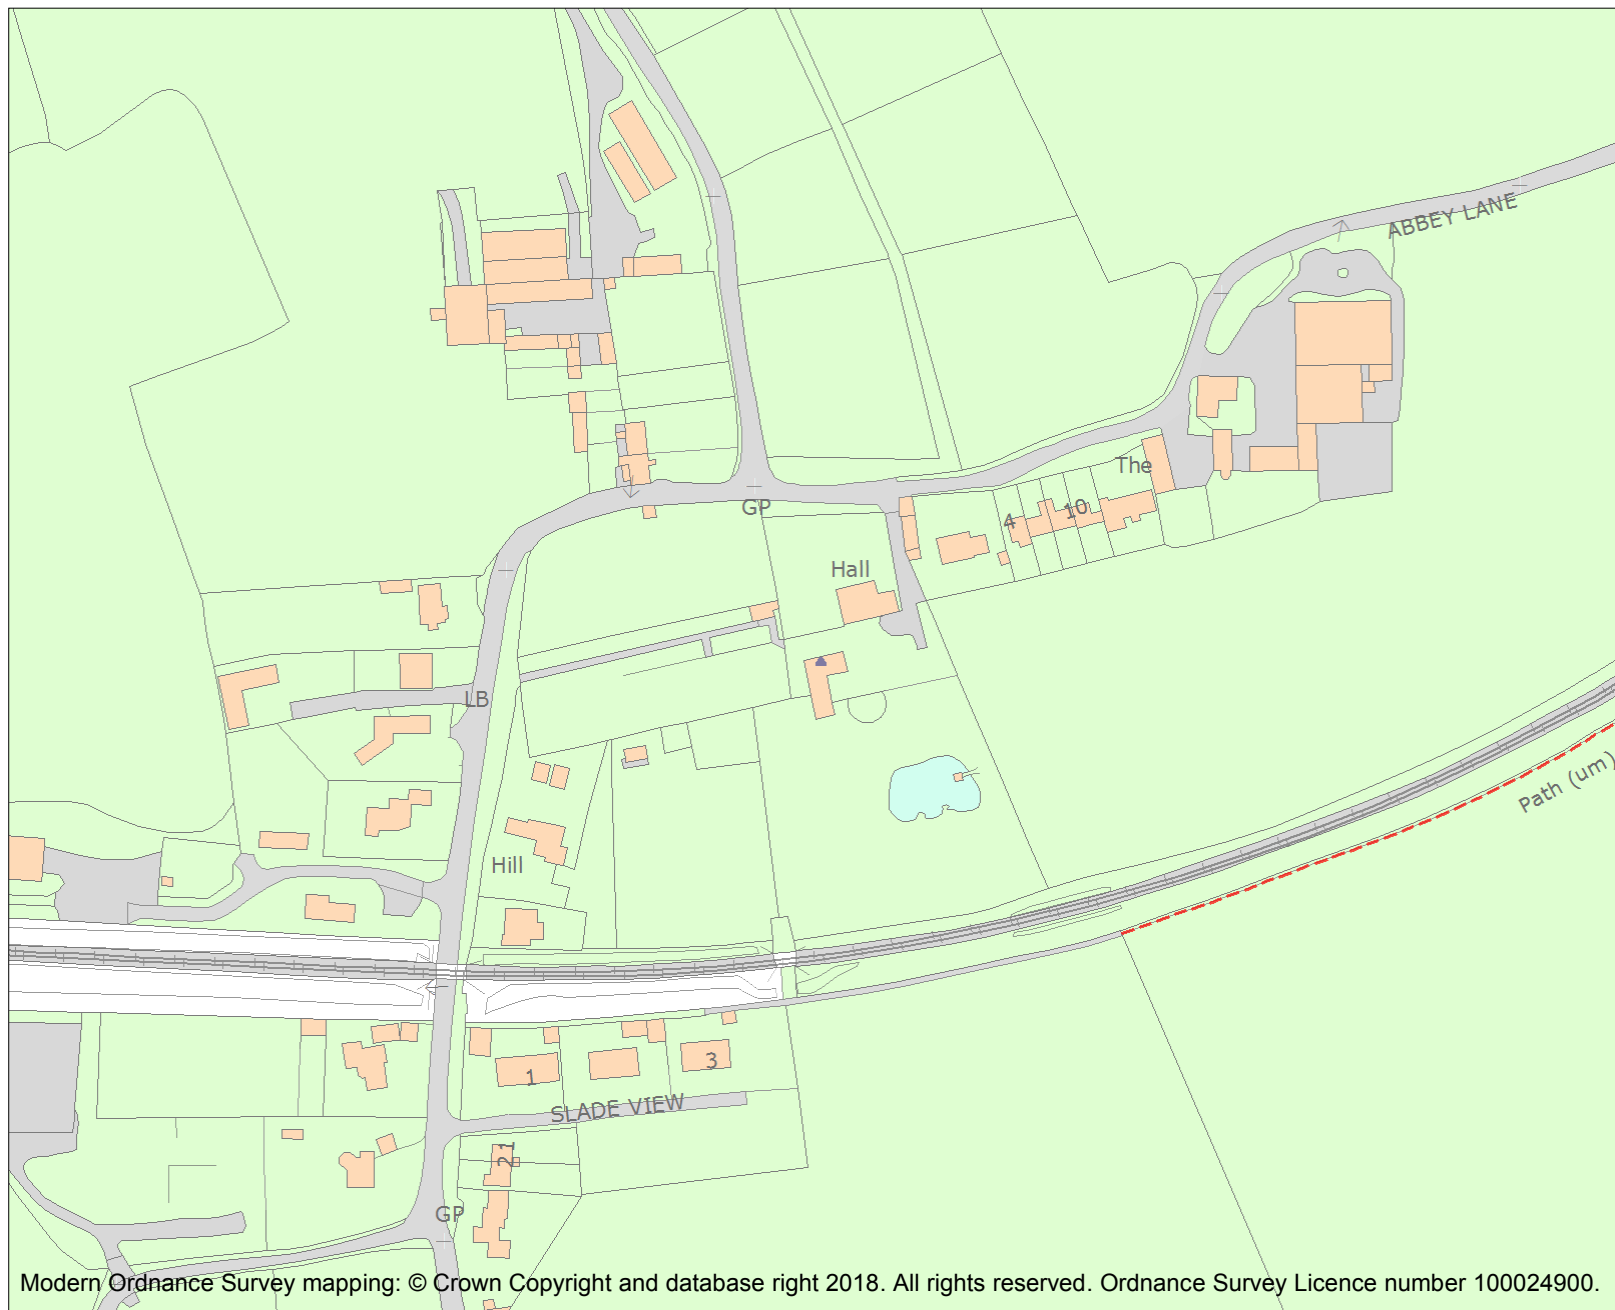 ABBEY LANE
The
GP
4
10
Hall
LB
Path (um)
Hill
3
1
SLADE VIEW
21
GP
Modern Ordnance Survey mapping: © Crown Copyright and database right 2018. All rights reserved. Ordnance Survey Licence number 100024900.